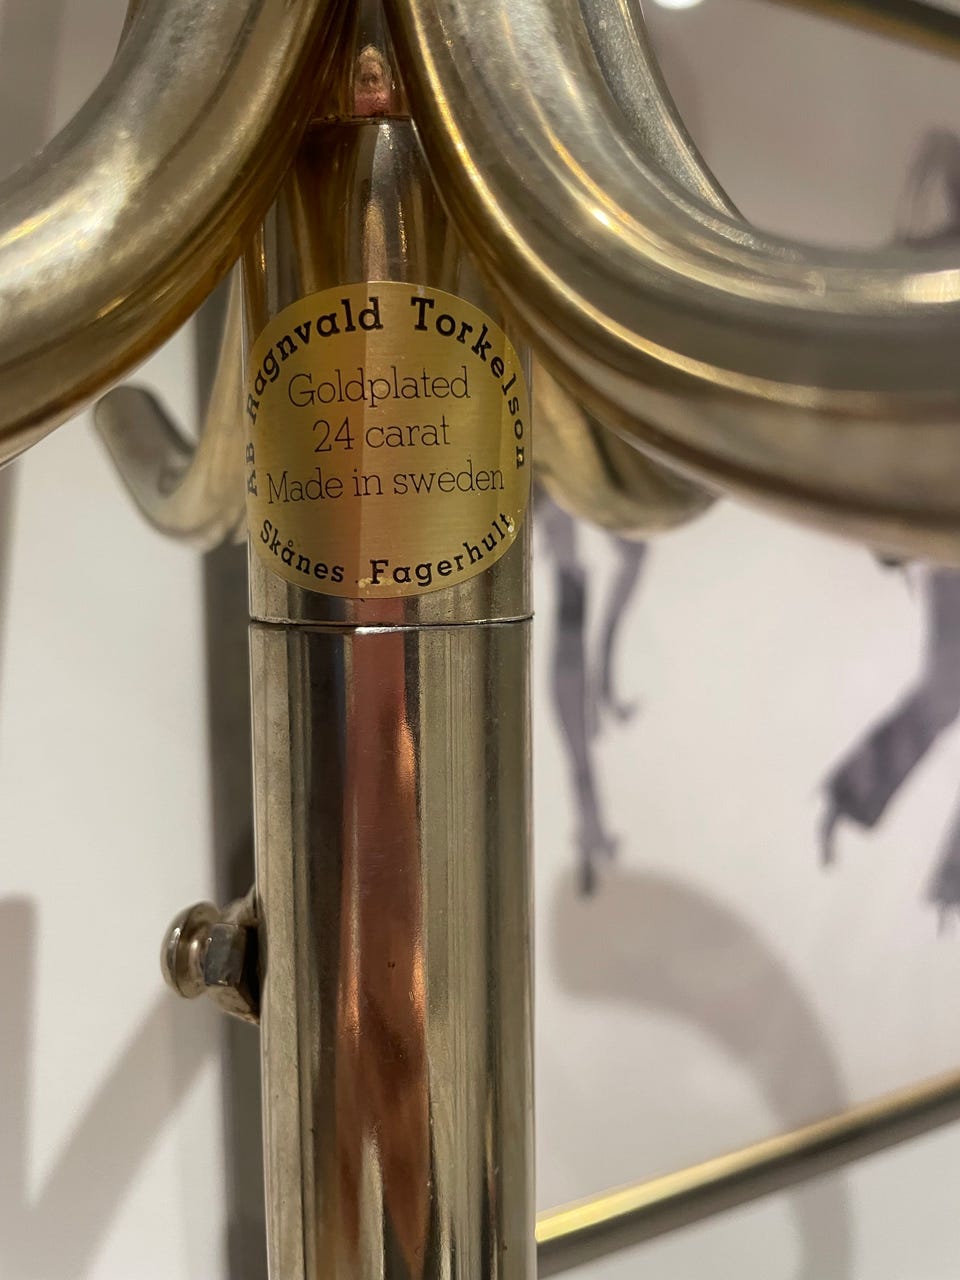 AB Ragnvald Torkelson
Goldplated
24 carat
Made in sweden
Skånes Fagerhult